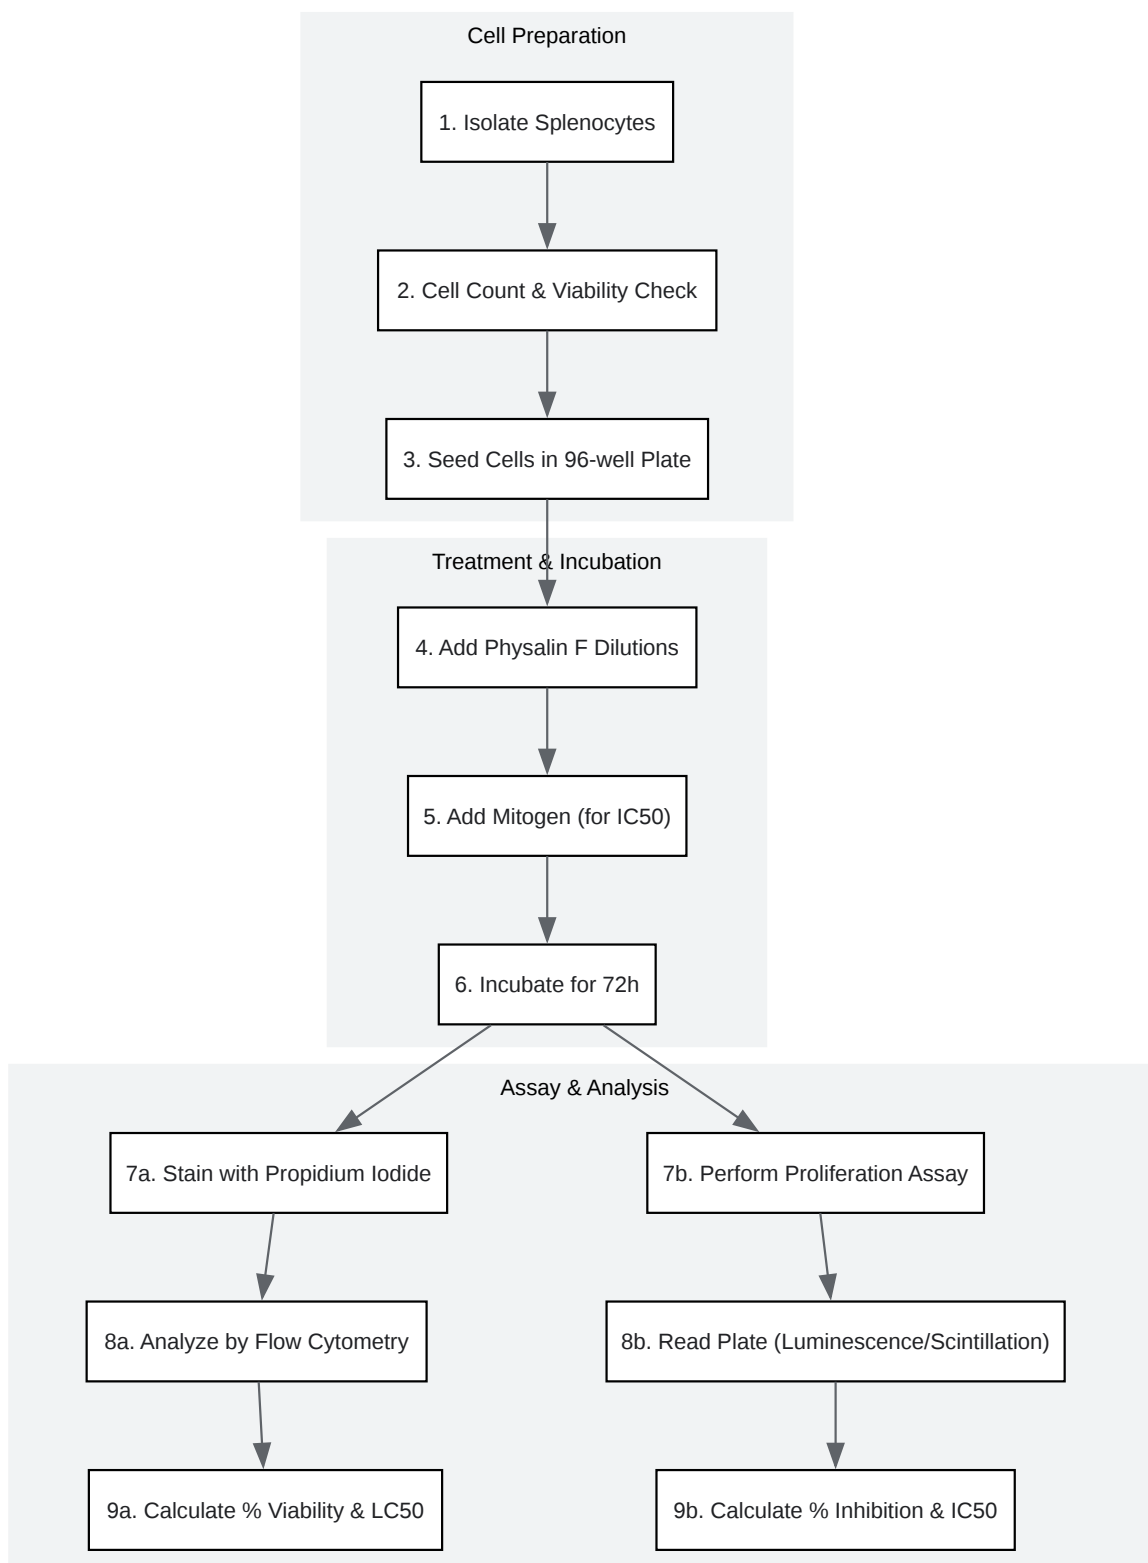 Cell Preparation
1. Isolate Splenocytes
2. Cell Count & Viability Check
3. Seed Cells in 96-well Plate
Treatment & Incubation
4. Add Physalin F Dilutions
5. Add Mitogen (for IC50)
6. Incubate for 72h
Assay & Analysis
7a. Stain with Propidium Iodide
7b. Perform Proliferation Assay
8a. Analyze by Flow Cytometry
8b. Read Plate (Luminescence/Scintillation)
9a. Calculate % Viability & LC50
9b. Calculate % Inhibition & IC50